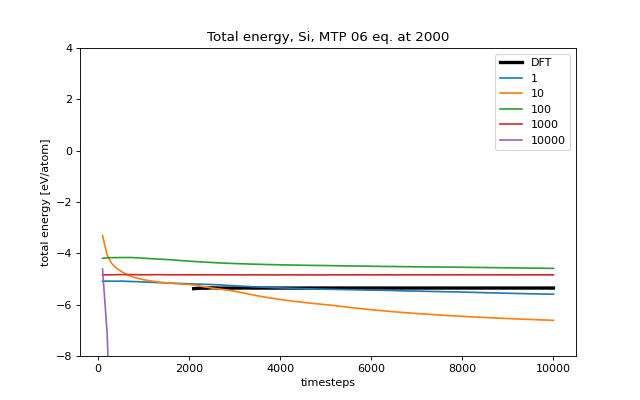 Total energy, Si, MTP 06 eq. at 2000
total energy [eV/atom]
4
2
0
−2
−4
−6
−8
DFT
1
10
100
1000
10000
0 2000 4000 6000 8000 10000
timesteps